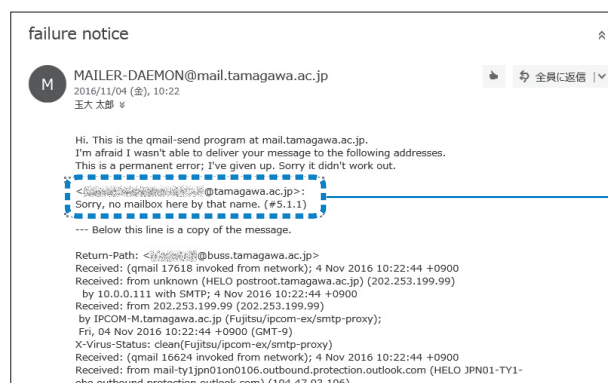 failure notice
M
MAILER-DAEMON@mail.tamagawa.ac.jp
全員に返信
2016/11/04 (金), 10:22
玉大 太郎
Hi. This is the qmail-send program at mail.tamagawa.ac.jp.
I'm afraid I wasn't able to deliver your message to the following addresses.
This is a permanent error; I've given up. Sorry it didn't work out.
< @tamagawa.ac.jp>:
Sorry, no mailbox here by that name. (#5.1.1)
--- Below this line is a copy of the message.
Return-Path: < @buss.tamagawa.ac.jp>
Received: (qmail 17618 invoked from network); 4 Nov 2016 10:22:44 +0900
Received: from unknown (HELO postroot.tamagawa.ac.jp) (202.253.199.99)
by 10.0.0.111 with SMTP; 4 Nov 2016 10:22:44 +0900
Received: from 202.253.199.99 (202.253.199.99)
by IPCOM-M.tamagawa.ac.jp (Fujitsu/ipcom-ex/smtp-proxy);
Fri, 04 Nov 2016 10:22:44 +0900 (GMT-9)
X-Virus-Status: clean(Fujitsu/ipcom-ex/smtp-proxy)
Received: (qmail 16624 invoked from network); 4 Nov 2016 10:22:44 +0900
Received: from mail-ty1jpn01on0106.outbound.protection.outlook.com (HELO JPN01-TY1-
obe.outbound.protection.outlook.com) (104.47.93.106)